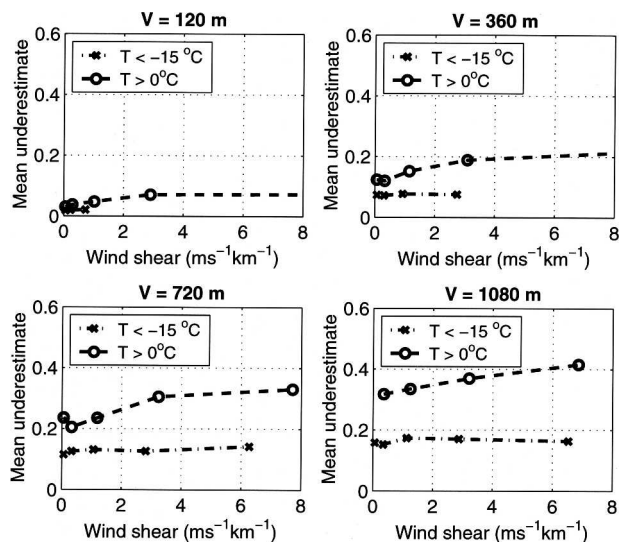 V = 120 m
Mean underestimate
0.6
0.4
0.2
0
T < −15 °C
T > 0°C
0 2 4 6 8
Wind shear (ms⁻¹km⁻¹)
V = 360 m
Mean underestimate
0.6
0.4
0.2
0
T < −15 °C
T > 0°C
0 2 4 6 8
Wind shear (ms⁻¹km⁻¹)
V = 720 m
Mean underestimate
0.6
0.4
0.2
0
T < −15 °C
T > 0°C
0 2 4 6 8
Wind shear (ms⁻¹km⁻¹)
V = 1080 m
Mean underestimate
0.6
0.4
0.2
0
T < −15 °C
T > 0°C
0 2 4 6 8
Wind shear (ms⁻¹km⁻¹)